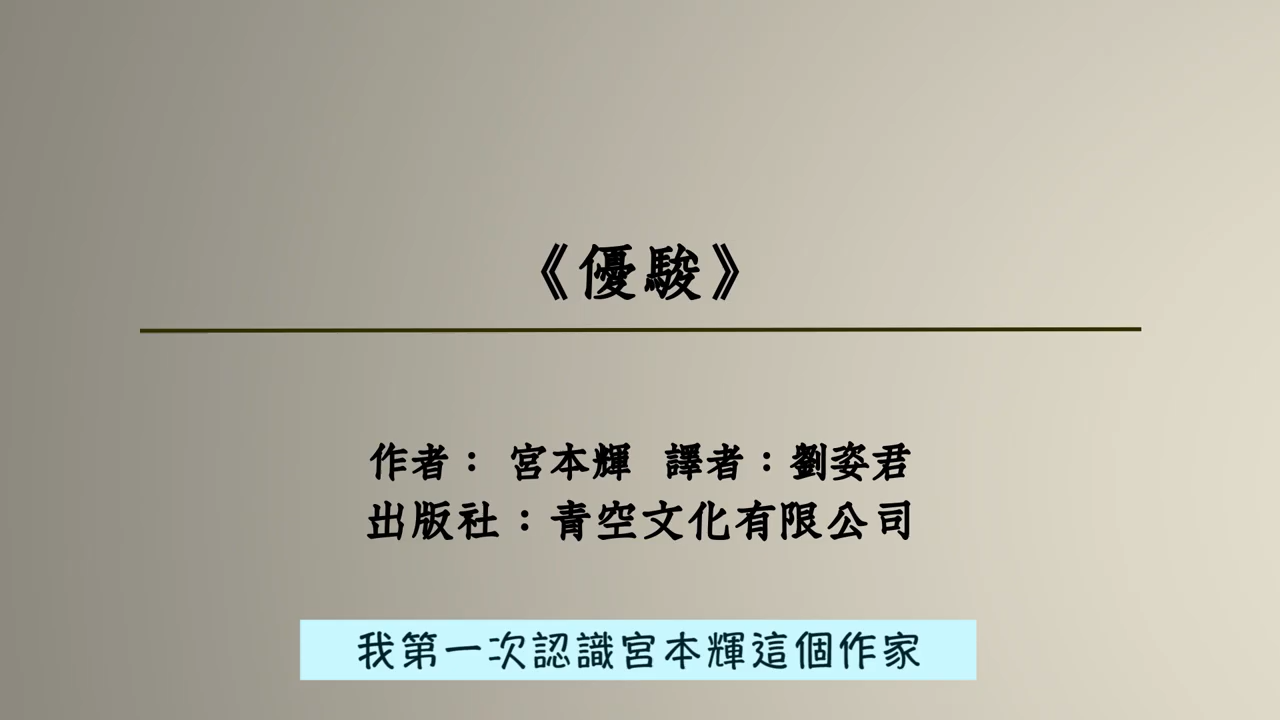 《優駿》
作者： 宮本輝 譯者：劉姿君
出版社：青空文化有限公司
我第一次認識宮本輝這個作家